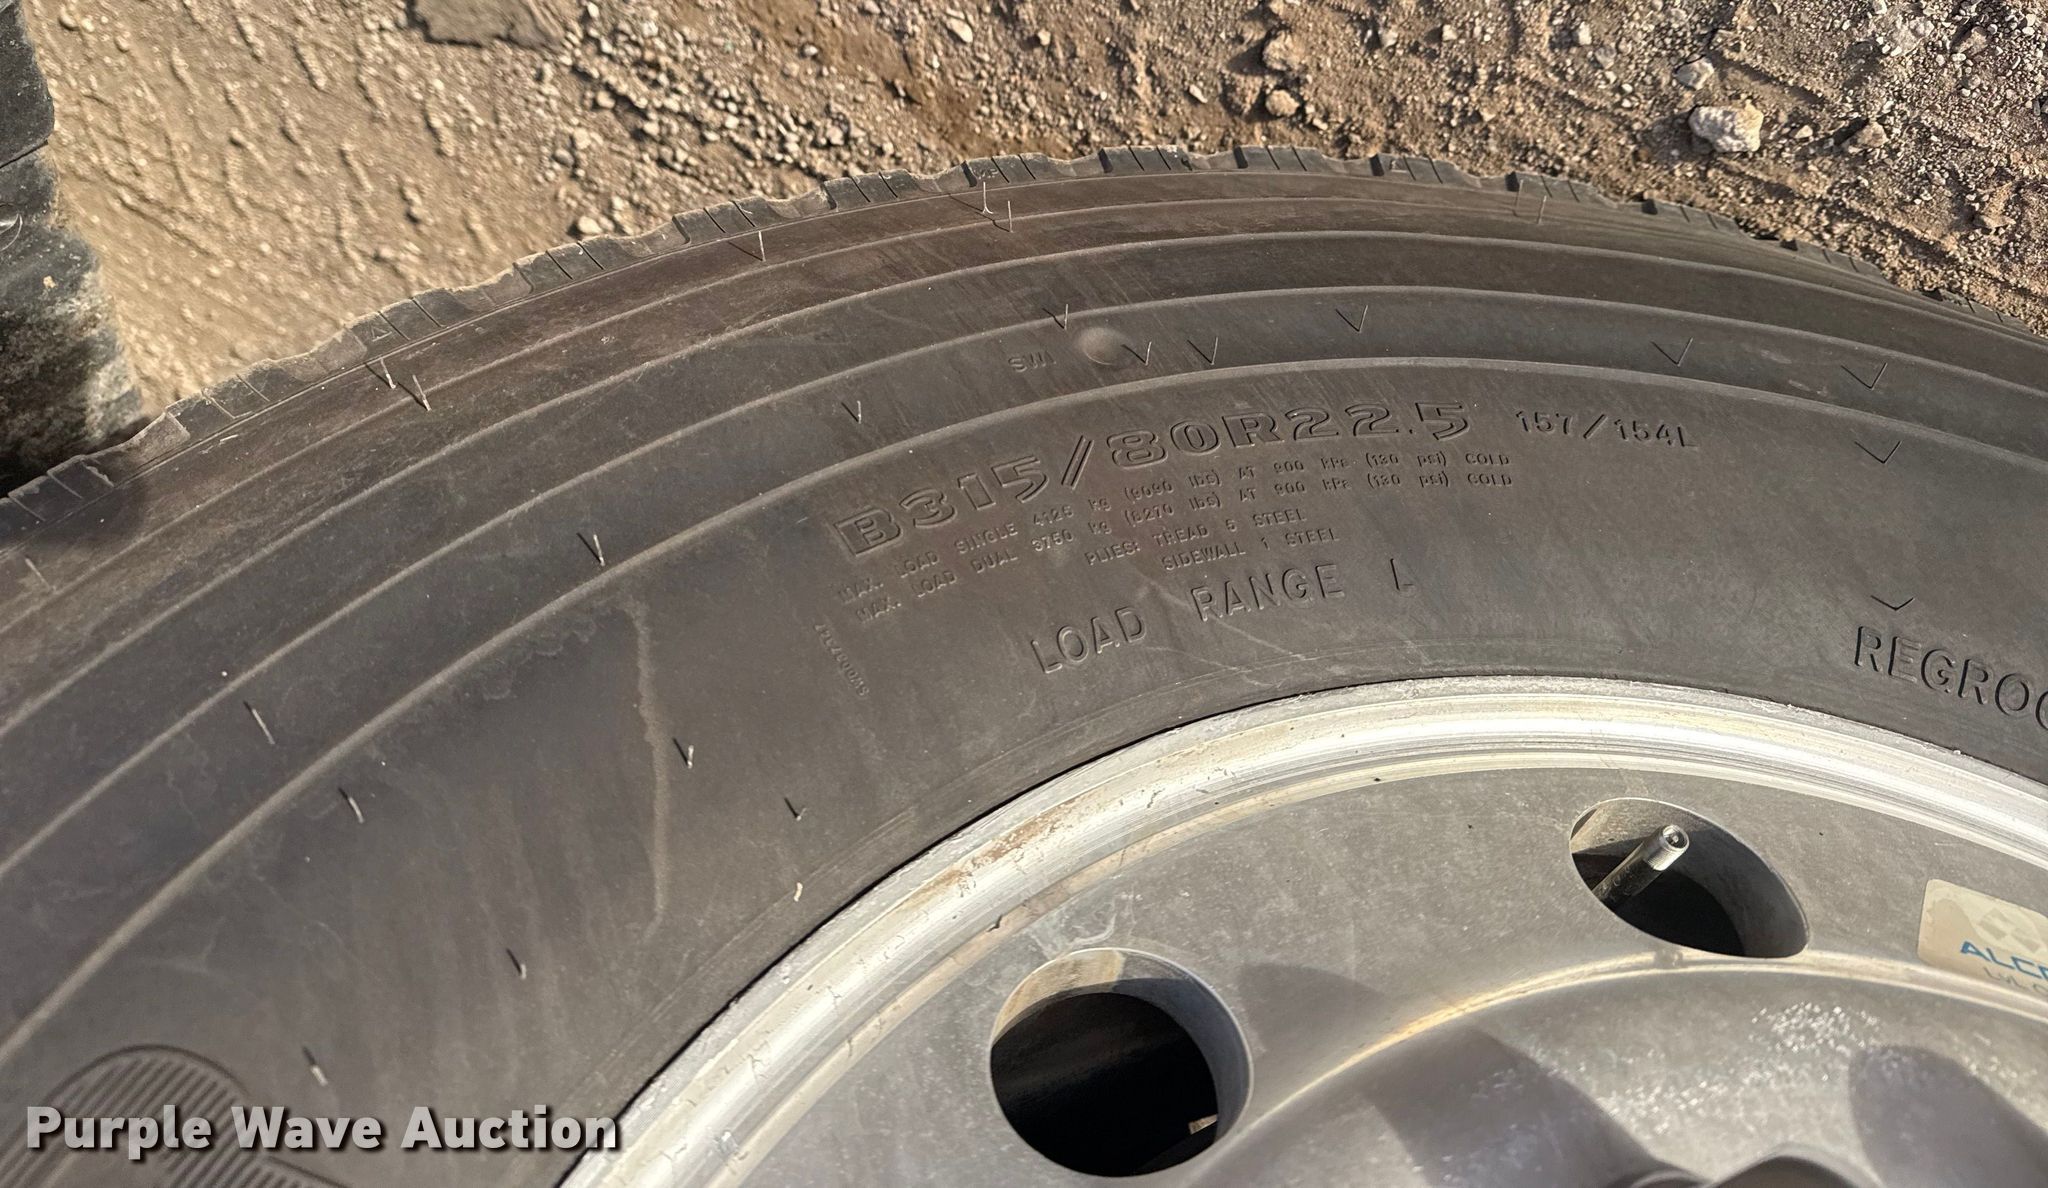 SW
B315/80R22.5 157/154L
MAX. LOAD SINGLE 4125 kg (9090 lbs) AT 900 kPa (130 psi) COLD
MAX. LOAD DUAL 3750 kg (8270 lbs) AT 900 kPa (130 psi) COLD
PLIES: TREAD 5 STEEL
SIDEWALL 1 STEEL
LOAD RANGE L
REGROO
ALC
Purple Wave Auction